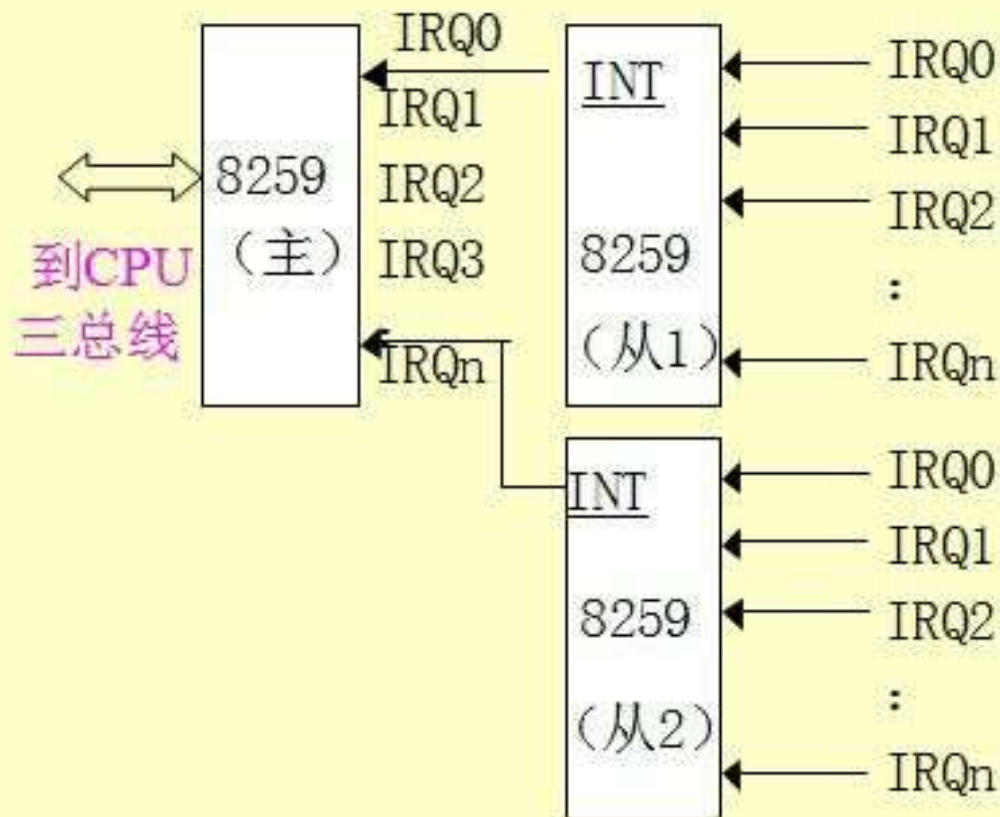 到CPU
三总线
8259
(主)
IRQ0
IRQ1
IRQ2
IRQ3
IRQn
INT
8259
(从1)
IRQ0
IRQ1
IRQ2
:
IRQn
INT
8259
(从2)
IRQ0
IRQ1
IRQ2
:
IRQn